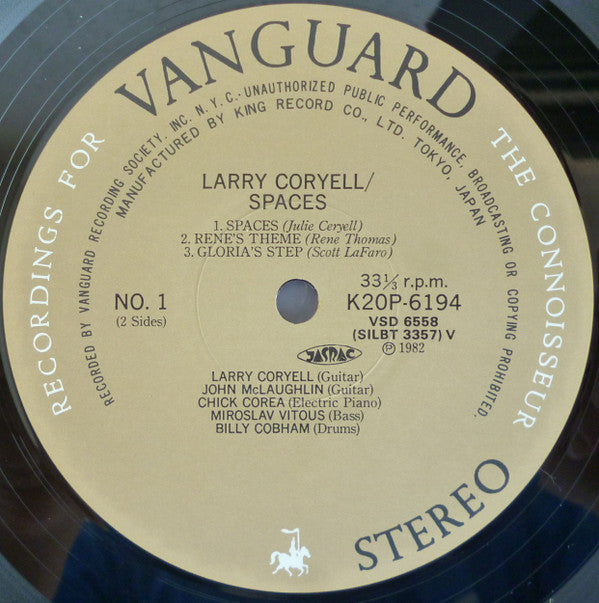 RECORDINGS FOR
VANGUARD
THE CONNOISSEUR
RECORDED BY VANGUARD RECORDING SOCIETY, INC. N.Y.C.·UNAUTHORIZED PUBLIC PERFORMANCE, BROADCASTING OR COPYING PROHIBITED.
MANUFACTURED BY KING RECORD CO., LTD. TOKYO, JAPAN
LARRY CORYELL/
SPACES
1. SPACES (Julie Ceryell)
2. RENE'S THEME (Rene Thomas)
3. GLORIA'S STEP (Scott LaFaro)
NO. 1
(2 Sides)
33⅓ r.p.m.
K20P-6194
VSD 6558
(SILBT 3357) V
JASRAC
Ⓟ 1982
LARRY CORYELL (Guitar)
JOHN McLAUGHLIN (Guitar)
CHICK COREA (Electric Piano)
MIROSLAV VITOUS (Bass)
BILLY COBHAM (Drums)
STEREO